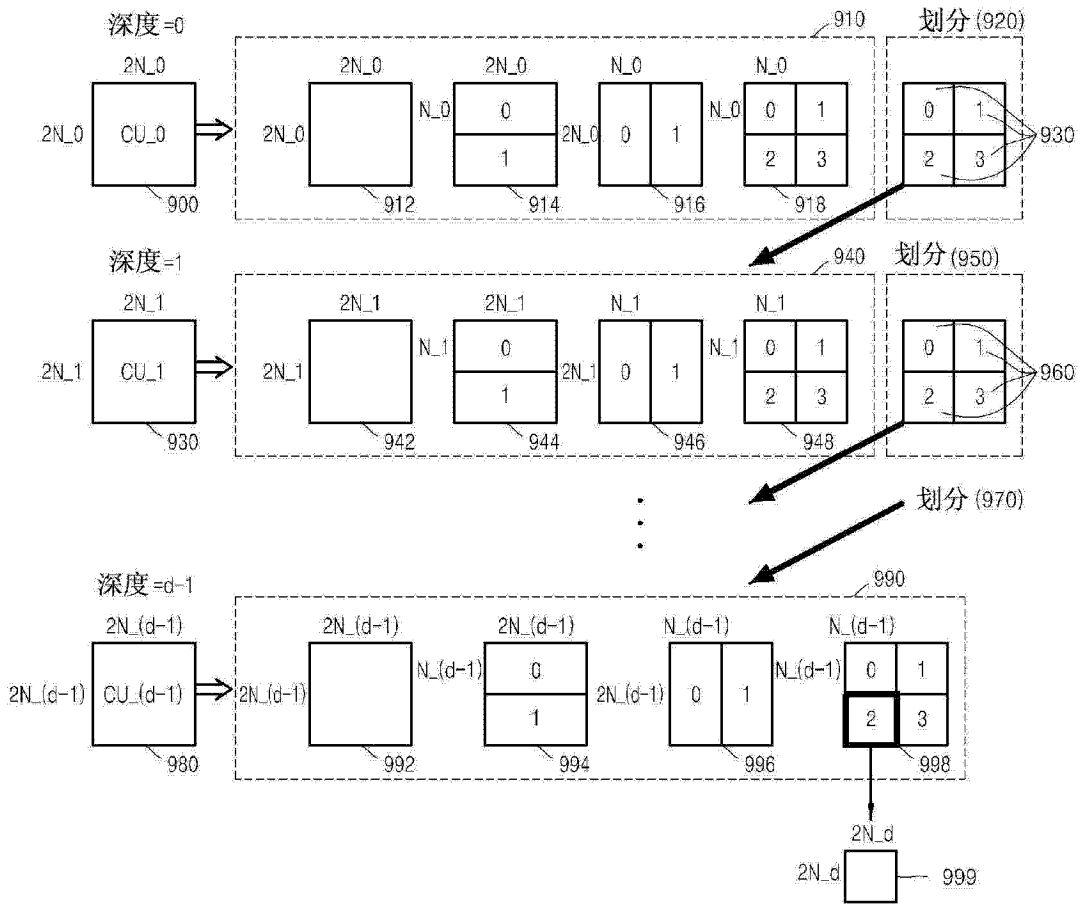 深度=0
910
划分(920)
2N_0
2N_0
2N_0
N_0
N_0
2N_0
CU_0
2N_0
N_0
0
1
2N_0
0
1
N_0
0
1
2
3
0
1
2
3
930
900
912
914
916
918
深度=1
940
划分(950)
2N_1
2N_1
2N_1
N_1
N_1
2N_1
CU_1
2N_1
N_1
0
1
2N_1
0
1
N_1
0
1
2
3
0
1
2
3
960
930
942
944
946
948
划分(970)
深度=d-1
990
2N_(d-1)
2N_(d-1)
2N_(d-1)
N_(d-1)
N_(d-1)
2N_(d-1)
CU_(d-1)
2N_(d-1)
N_(d-1)
0
1
2N_(d-1)
0
1
N_(d-1)
0
1
2
3
980
992
994
996
998
2N_d
2N_d
999